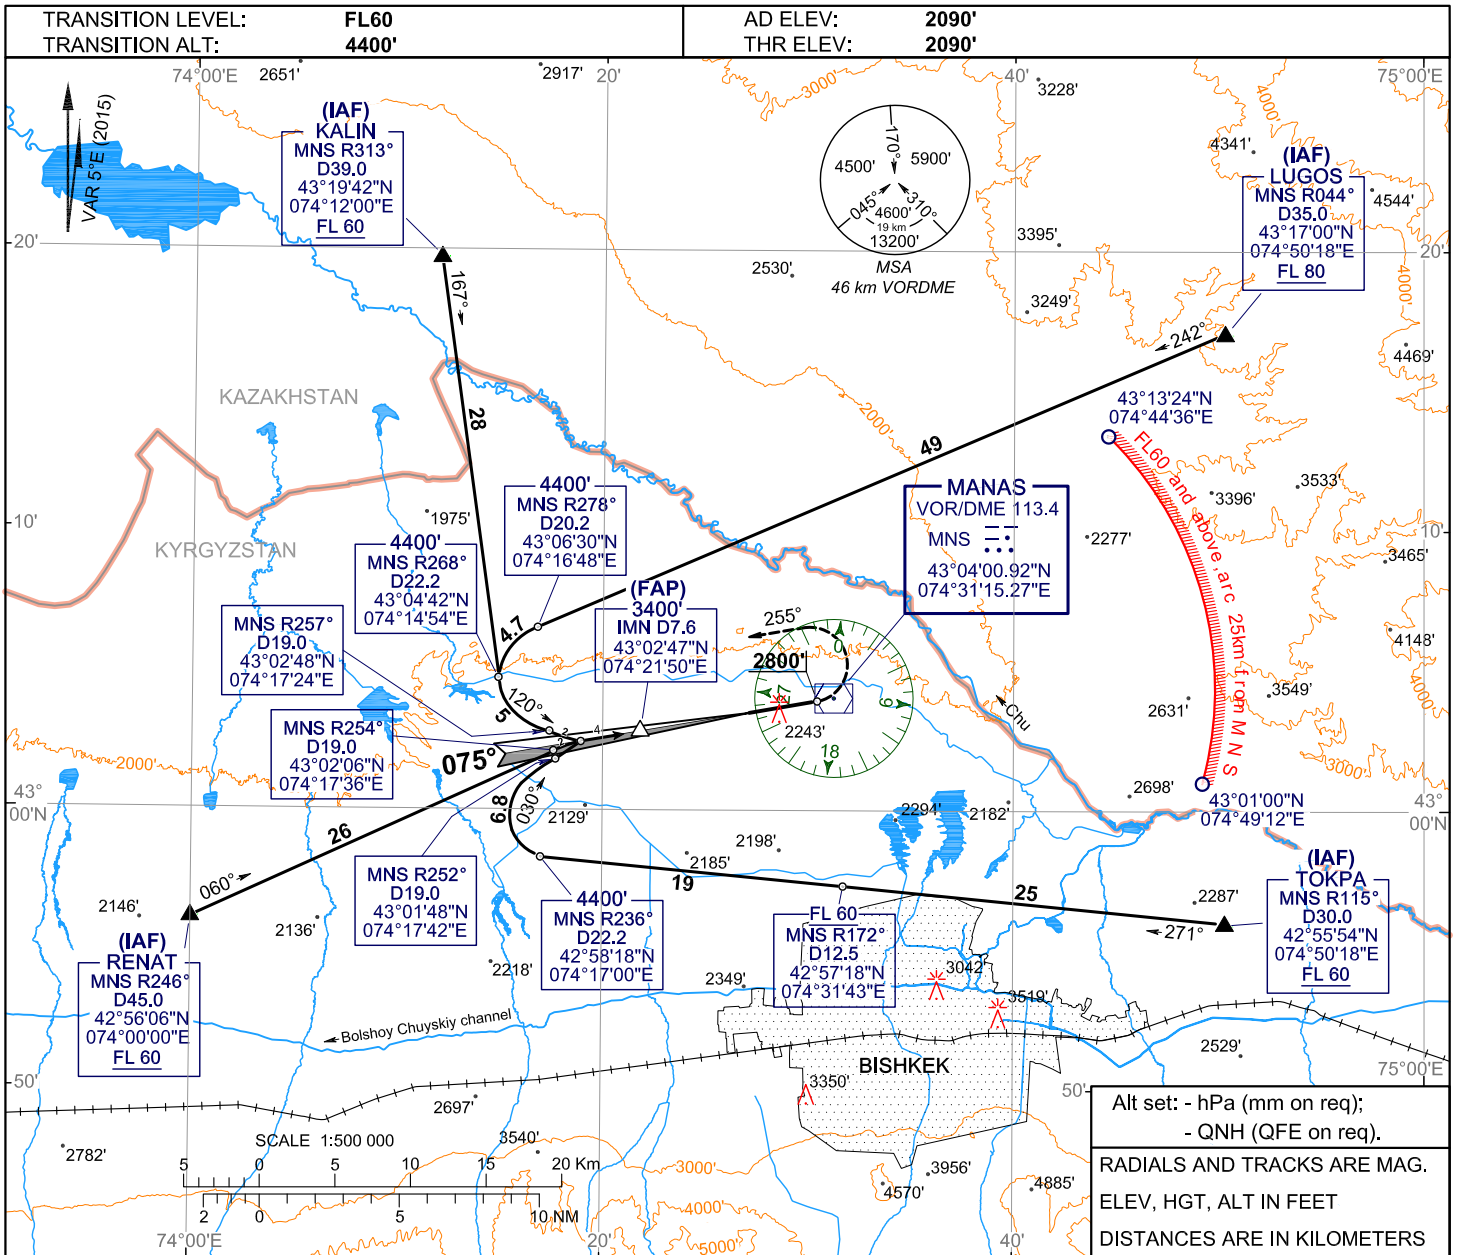 TRANSITION LEVEL: FL60
TRANSITION ALT: 4400'
AD ELEV: 2090'
THR ELEV: 2090'
74°00'E
2651'
2917'
20'
40'
75°00'E
3000'
3228'
4000'
VAR 5°E (2015)
(IAF)
KALIN
MNS R313°
D39.0
43°19'42"N
074°12'00"E
FL 60
170°
4500'
5900'
045°
310°
4600'
19 km
13200'
MSA
46 km VORDME
4341'
(IAF)
LUGOS
MNS R044°
D35.0
43°17'00"N
074°50'18"E
FL 80
4544'
20'
3395'
20'
2530'
4000'
3249'
167°
242°
4469'
KAZAKHSTAN
28
2000'
49
43°13'24"N
074°44'36"E
FL60 and above, arc 25km from MNS
3533'
3396'
10'
1975'
4400'
MNS R278°
D20.2
43°06'30"N
074°16'48"E
MANAS
VOR/DME 113.4
MNS
43°04'00.92"N
074°31'15.27"E
2277'
10'
3465'
KYRGYZSTAN
4400'
MNS R268°
D22.2
43°04'42"N
074°14'54"E
(FAP)
3400'
IMN D7.6
43°02'47"N
074°21'50"E
MNS R257°
D19.0
43°02'48"N
074°17'24"E
4.7
255°
4148'
0
2800'
27
9
18
2243'
120°
5
2
2
4
Chu
2631'
3549'
4000'
MNS R254°
D19.0
43°02'06"N
074°17'36"E
075°
2000'
3000'
43°
00'N
6.8
030°
2129'
2294'
2182'
2698'
43°01'00"N
074°49'12"E
43°
00'N
26
2198'
2185'
060°
19
25
MNS R252°
D19.0
43°01'48"N
074°17'42"E
2146'
2136'
4400'
MNS R236°
D22.2
42°58'18"N
074°17'00"E
FL 60
MNS R172°
D12.5
42°57'18"N
074°31'43"E
2287'
271°
(IAF)
TOKPA
MNS R115°
D30.0
42°55'54"N
074°50'18"E
FL 60
(IAF)
RENAT
MNS R246°
D45.0
42°56'06"N
074°00'00"E
FL 60
2218'
2349'
3042'
3519'
Bolshoy Chuyskiy channel
2529'
BISHKEK
50'
3350'
50'
75°00'E
2697'
2782'
3540'
SCALE 1:500 000
5 0 5 10 15 20 Km
2 0 5 10 NM
3000'
3956'
4570'
4885'
4000'
5000'
74°00'E
20'
40'
Alt set: - hPa (mm on req);
- QNH (QFE on req).
RADIALS AND TRACKS ARE MAG.
ELEV, HGT, ALT IN FEET
DISTANCES ARE IN KILOMETERS